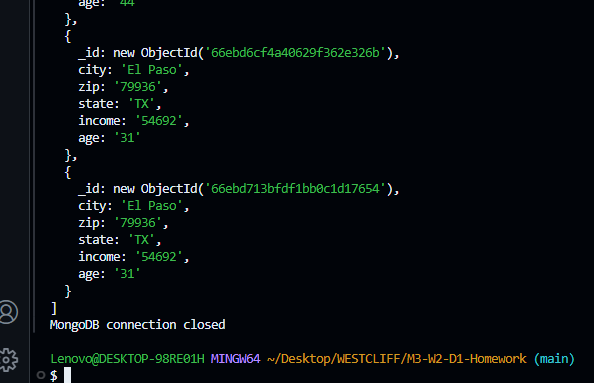 age: '44'
},
{
_id: new ObjectId('66ebd6cf4a40629f362e326b'),
city: 'El Paso',
zip: '79936',
state: 'TX',
income: '54692',
age: '31'
},
{
_id: new ObjectId('66ebd713bfdf1bb0c1d17654'),
city: 'El Paso',
zip: '79936',
state: 'TX',
income: '54692',
age: '31'
}
]
MongoDB connection closed
Lenovo@DESKTOP-98RE01H MINGW64 ~/Desktop/WESTCLIFF/M3-W2-D1-Homework (main)
$